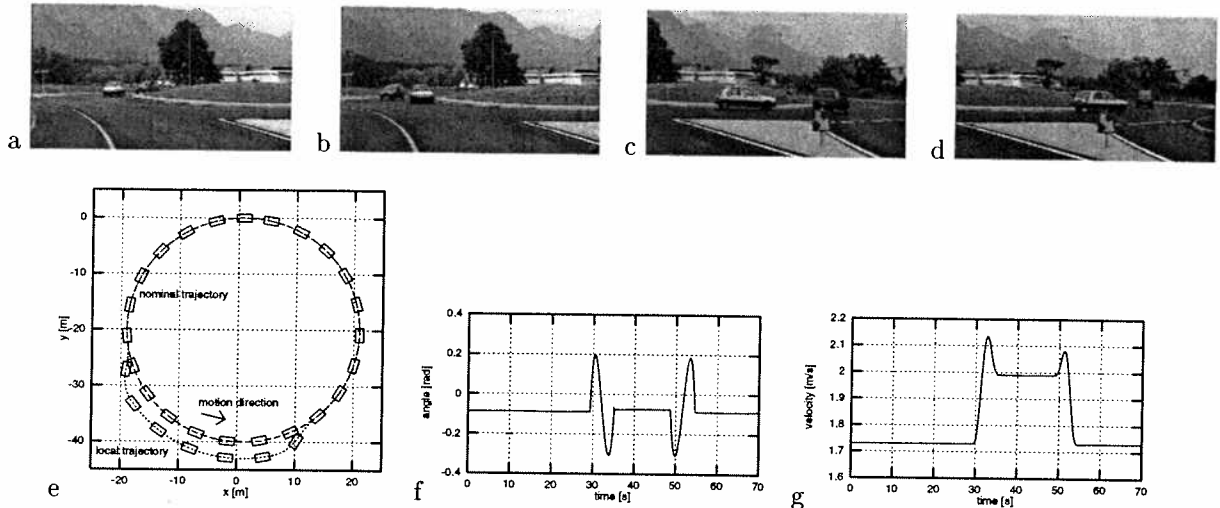 a
b
c
d
0
-10
-20
-30
-40
y [m]
nominal trajectory
motion direction
local trajectory
-20 -10 0 10 20
x [m]
e
0.4
0.2
0
-0.2
-0.4
angle [rad]
0 10 20 30 40 50 60 70
time [s]
f
2.2
2.1
2
1.9
1.8
1.7
1.6
velocity [m/s]
0 10 20 30 40 50 60 70
time [s]
g